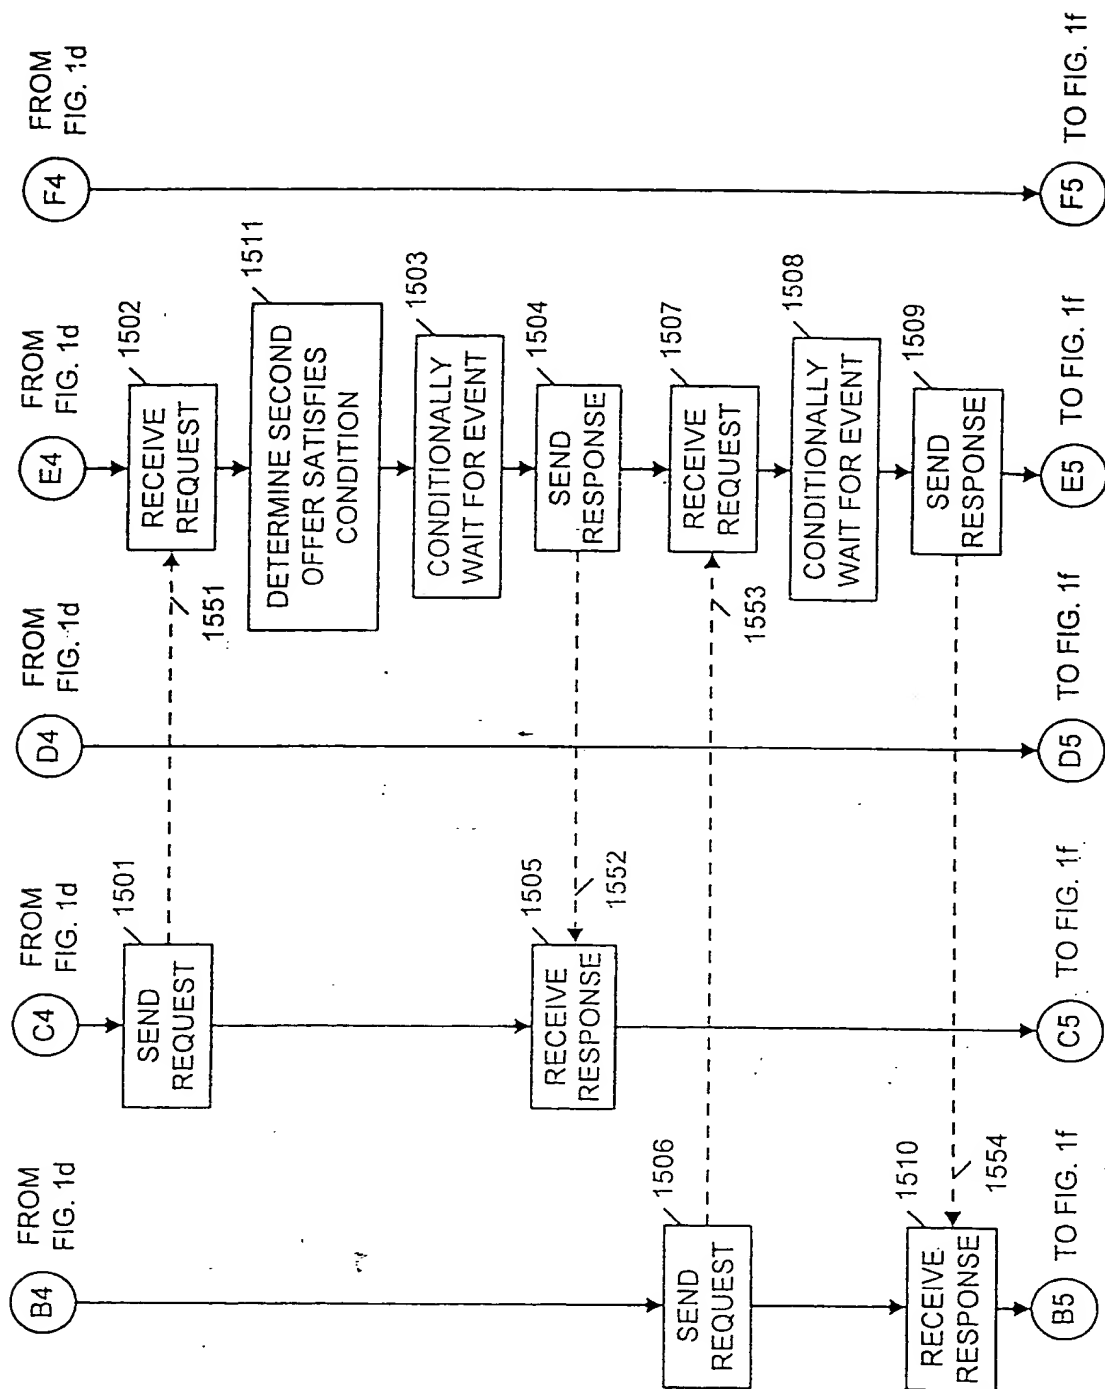 B4
FROM
FIG. 1d
C4
FROM
FIG. 1d
D4
FROM
FIG. 1d
E4
FROM
FIG. 1d
F4
FROM
FIG. 1d
SEND
REQUEST
1501
RECEIVE
REQUEST
1502
1551
DETERMINE SECOND
OFFER SATISFIES
CONDITION
1511
CONDITIONALLY
WAIT FOR EVENT
1503
SEND
RESPONSE
1504
RECEIVE
RESPONSE
1505
1552
SEND
REQUEST
1506
RECEIVE
REQUEST
1507
1553
CONDITIONALLY
WAIT FOR EVENT
1508
SEND
RESPONSE
1509
RECEIVE
RESPONSE
1510
1554
B5
TO FIG. 1f
C5
TO FIG. 1f
D5
TO FIG. 1f
E5
TO FIG. 1f
F5
TO FIG. 1f